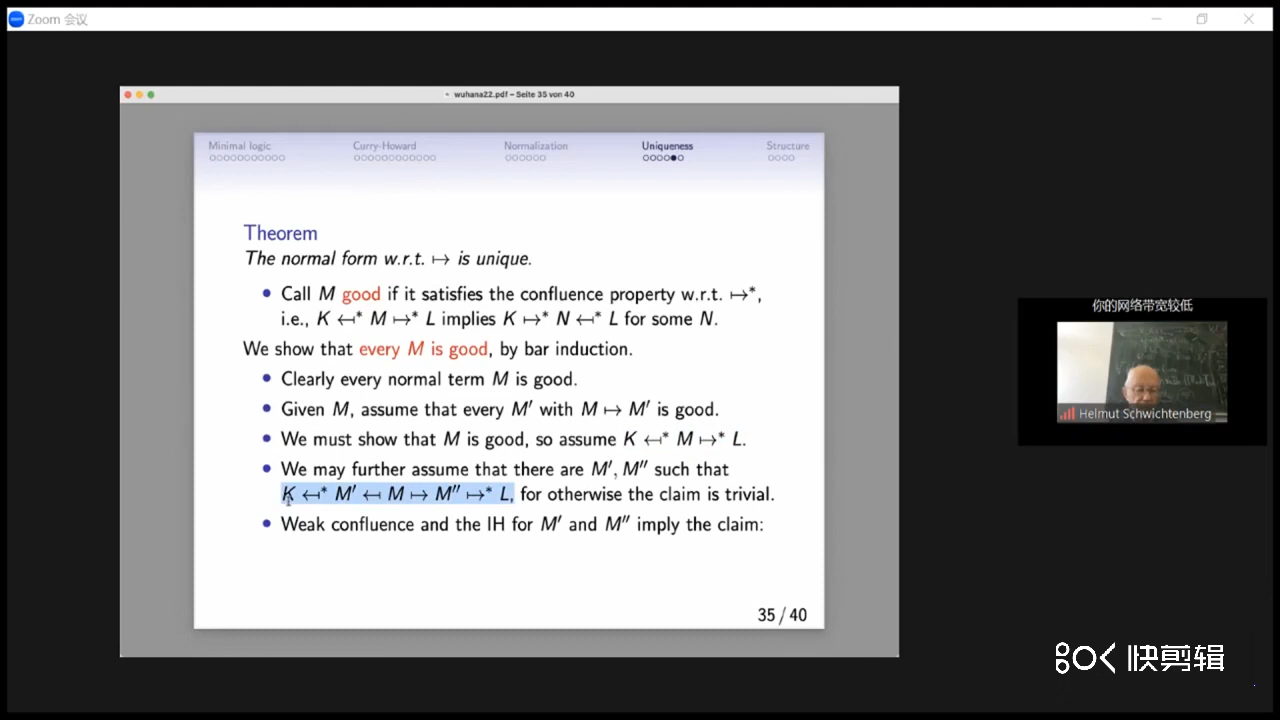 Zoom 会议
wuhana22.pdf – Seite 35 von 40
Minimal logic
Curry-Howard
Normalization
Uniqueness
Structure
Theorem
The normal form w.r.t. ↦ is unique.
• Call M good if it satisfies the confluence property w.r.t. ↦*,
i.e., K ↤* M ↦* L implies K ↦* N ↤* L for some N.
We show that every M is good, by bar induction.
• Clearly every normal term M is good.
• Given M, assume that every M′ with M ↦ M′ is good.
• We must show that M is good, so assume K ↤* M ↦* L.
• We may further assume that there are M′, M″ such that
K ↤* M′ ↤ M ↦ M″ ↦* L, for otherwise the claim is trivial.
• Weak confluence and the IH for M′ and M″ imply the claim:
35 / 40
你的网络带宽较低
Helmut Schwichtenberg
快剪辑